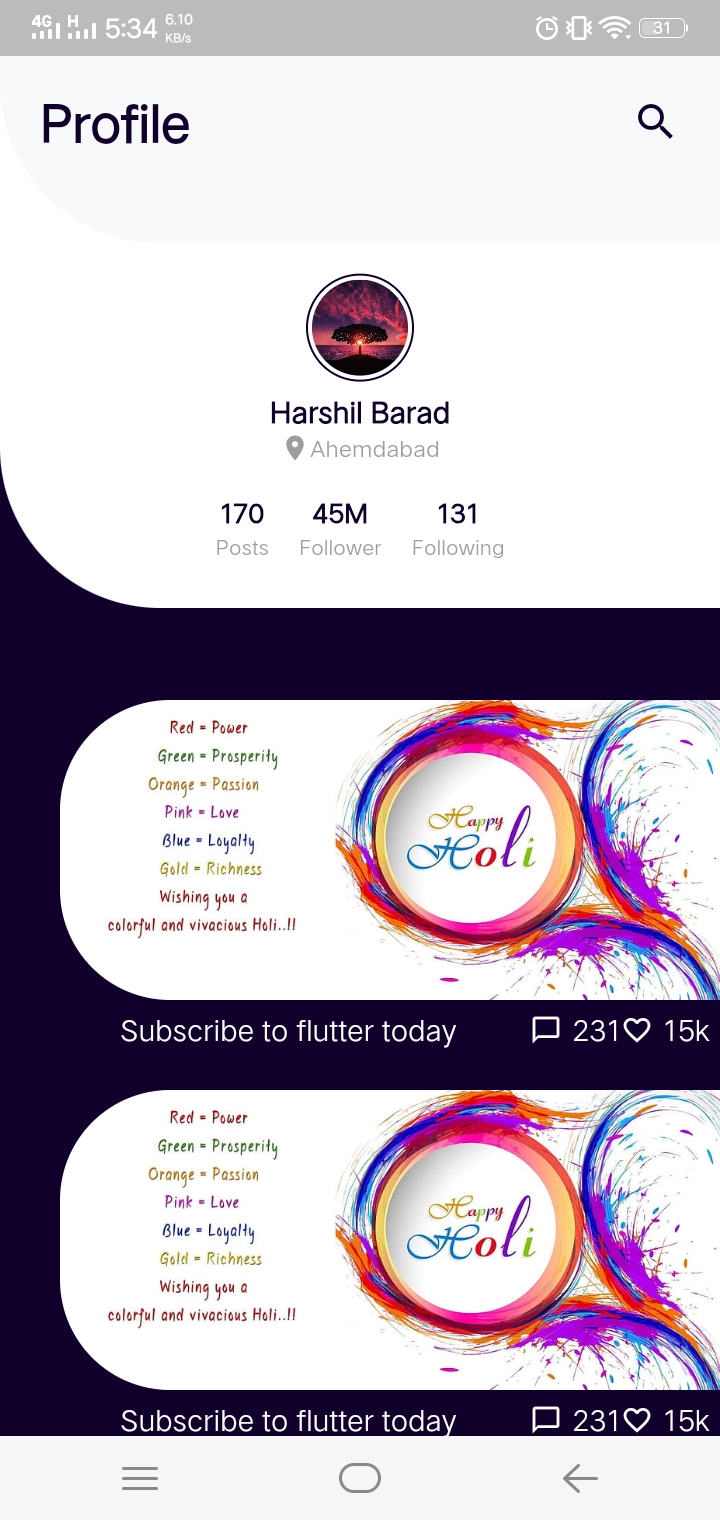 4G H 5:34 6.10 KB/s 31
Profile
Harshil Barad
Ahemdabad
170 45M 131
Posts Follower Following
Red = Power
Green = Prosperity
Orange = Passion
Pink = Love
Blue = Loyalty
Gold = Richness
Wishing you a
colorful and vivacious Holi..!!
Happy
Holi
Subscribe to flutter today 231 15k
Red = Power
Green = Prosperity
Orange = Passion
Pink = Love
Blue = Loyalty
Gold = Richness
Wishing you a
colorful and vivacious Holi..!!
Happy
Holi
Subscribe to flutter today 231 15k